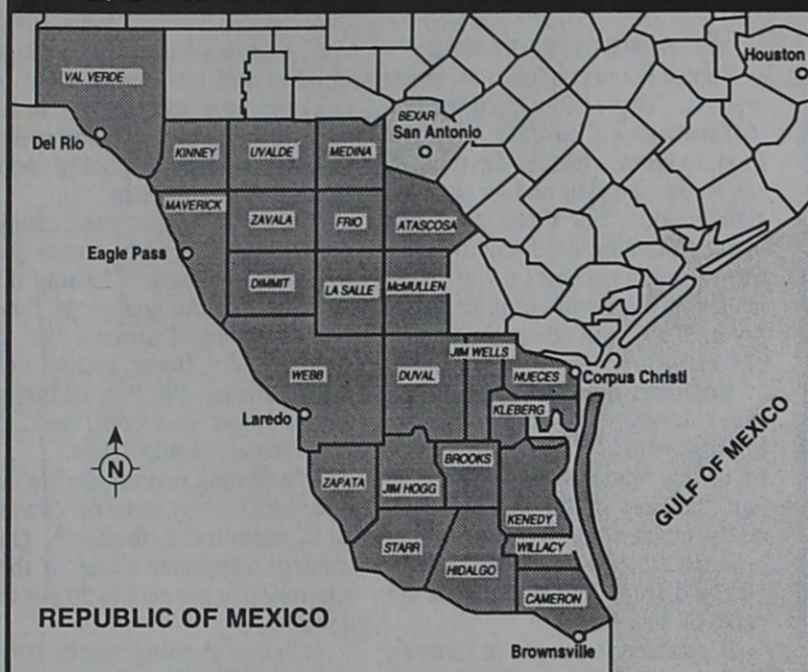 Houston
VAL VERDE
BEXAR
San Antonio
Del Rio
KINNEY
UVALDE
MEDINA
MAVERICK
ZAVALA
FRIO
ATASCOSA
Eagle Pass
DIMMIT
LA SALLE
McMULLEN
JIM WELLS
WEBB
DUVAL
NUECES
Corpus Christi
KLEBERG
Laredo
GULF OF MEXICO
N
BROOKS
ZAPATA
JIM HOGG
KENEDY
STARR
WILLACY
HIDALGO
CAMERON
REPUBLIC OF MEXICO
Brownsville